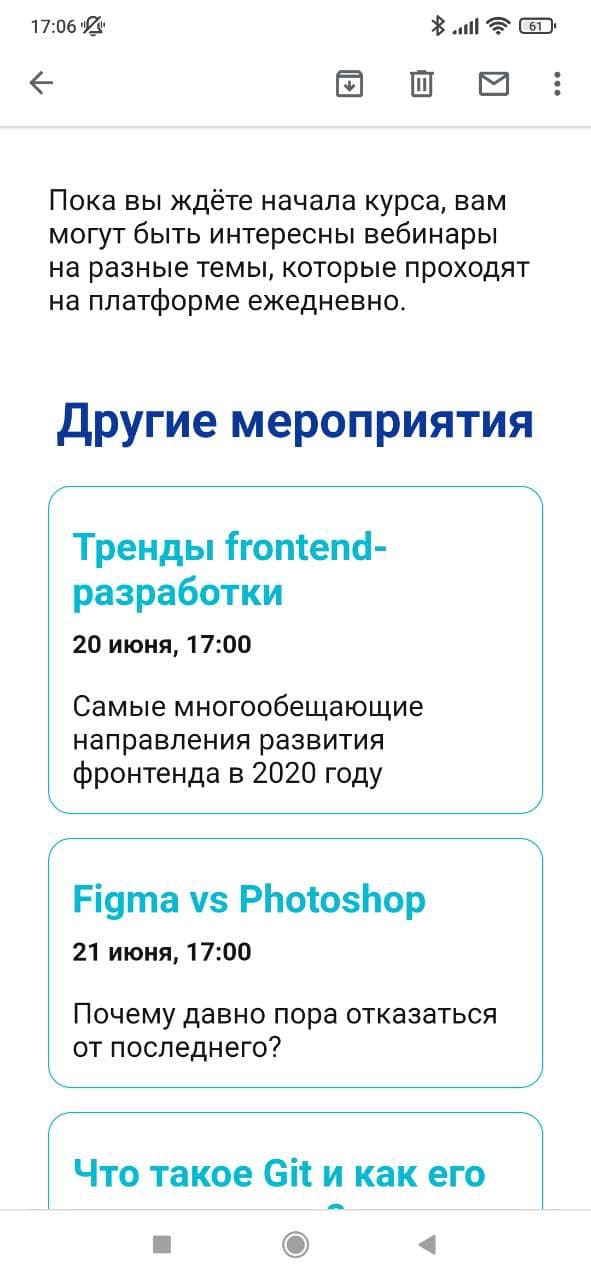 17:06
61
Пока вы ждёте начала курса, вам
могут быть интересны вебинары
на разные темы, которые проходят
на платформе ежедневно.
Другие мероприятия
Тренды frontend-
разработки
20 июня, 17:00
Самые многообещающие
направления развития
фронтенда в 2020 году
Figma vs Photoshop
21 июня, 17:00
Почему давно пора отказаться
от последнего?
Что такое Git и как его